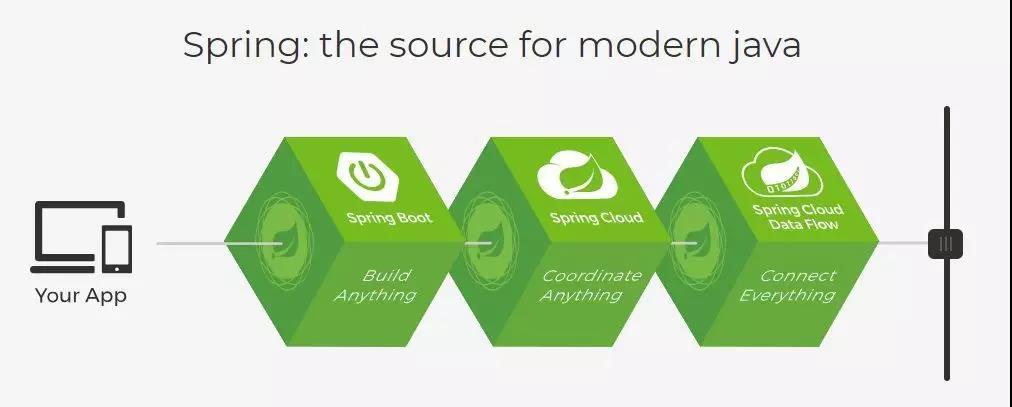 Spring: the source for modern java
Your App
Spring Boot
Build
Anything
Spring Cloud
Coordinate
Anything
Spring Cloud
Data Flow
Connect
Everything